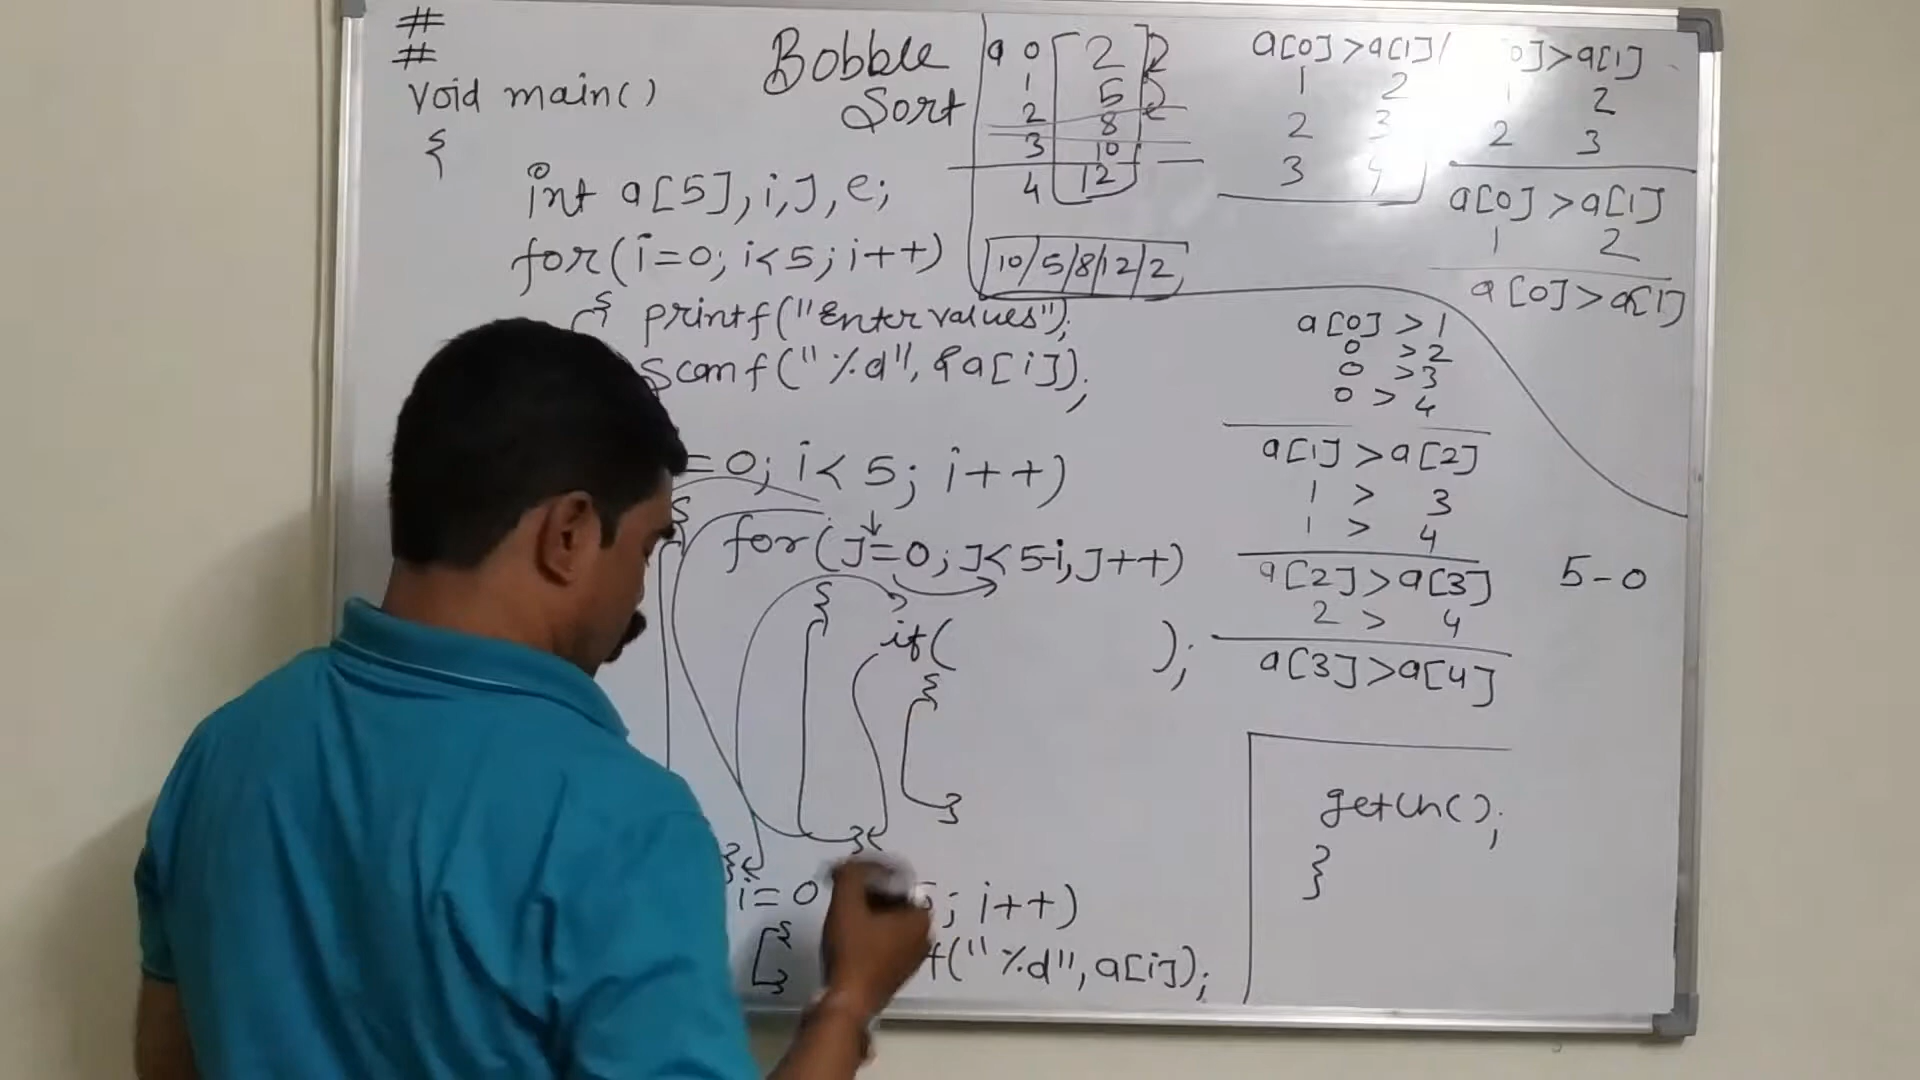 #
#
void main()
{
int a[5], i, J, e;
for(i=0; i<5; i++)
{ printf("Enter values");
scanf("%d", &a[i]);
=0; i< 5; i++)
{
for(J=0; J<5-i, J++)
{
if( );
{
}
}
}
i=0 5; i++)
{
f("%d", a[i]);
}
Bobble
Sort
a 0 2
1 5
2 8
3 10
4 12
10/5/8/12/2
a[0]>a[1]
1 2
2 3
3 4
0]>a[1]
1 2
2 3
a[0]>a[1]
1 2
a[0]>a[1]
a[0]>1
0 >2
0 >3
0 > 4
a[1]>a[2]
1 > 3
1 > 4
a[2]>a[3]
2 > 4
a[3]>a[4]
5-0
getch();
}